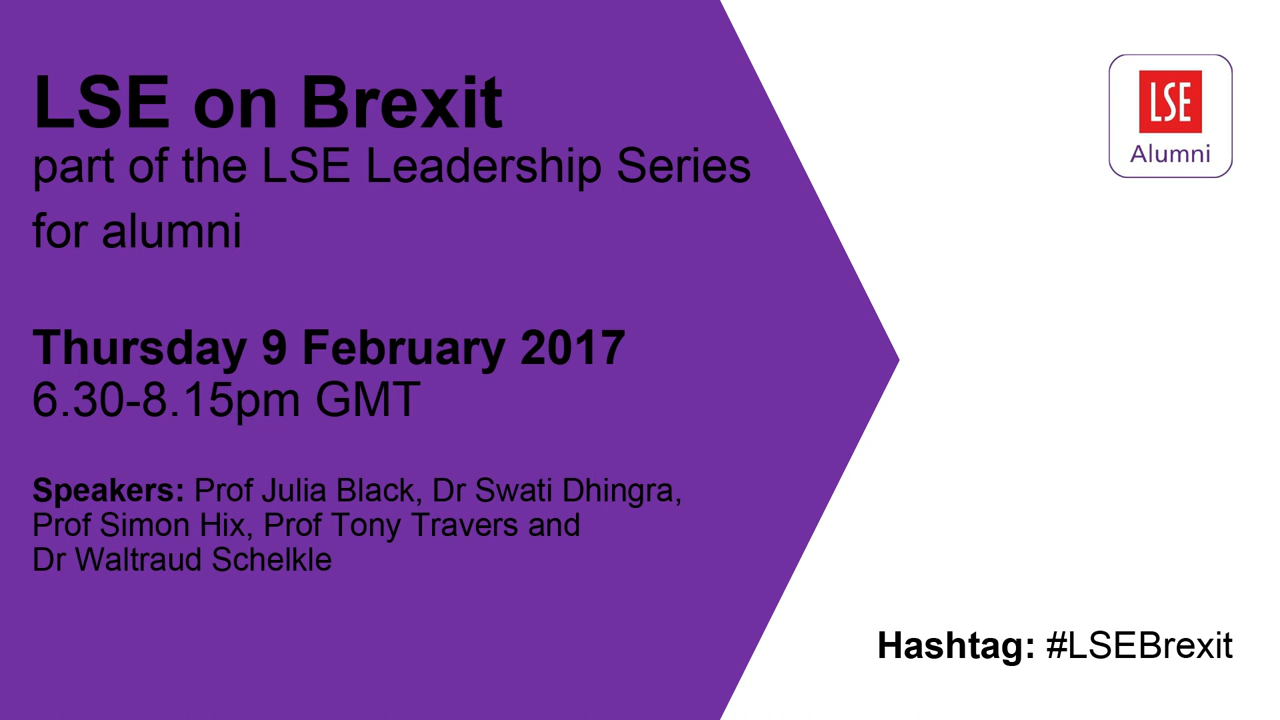 LSE on Brexit
part of the LSE Leadership Series
for alumni
Thursday 9 February 2017
6.30-8.15pm GMT
Speakers: Prof Julia Black, Dr Swati Dhingra,
Prof Simon Hix, Prof Tony Travers and
Dr Waltraud Schelkle
LSE
Alumni
Hashtag: #LSEBrexit